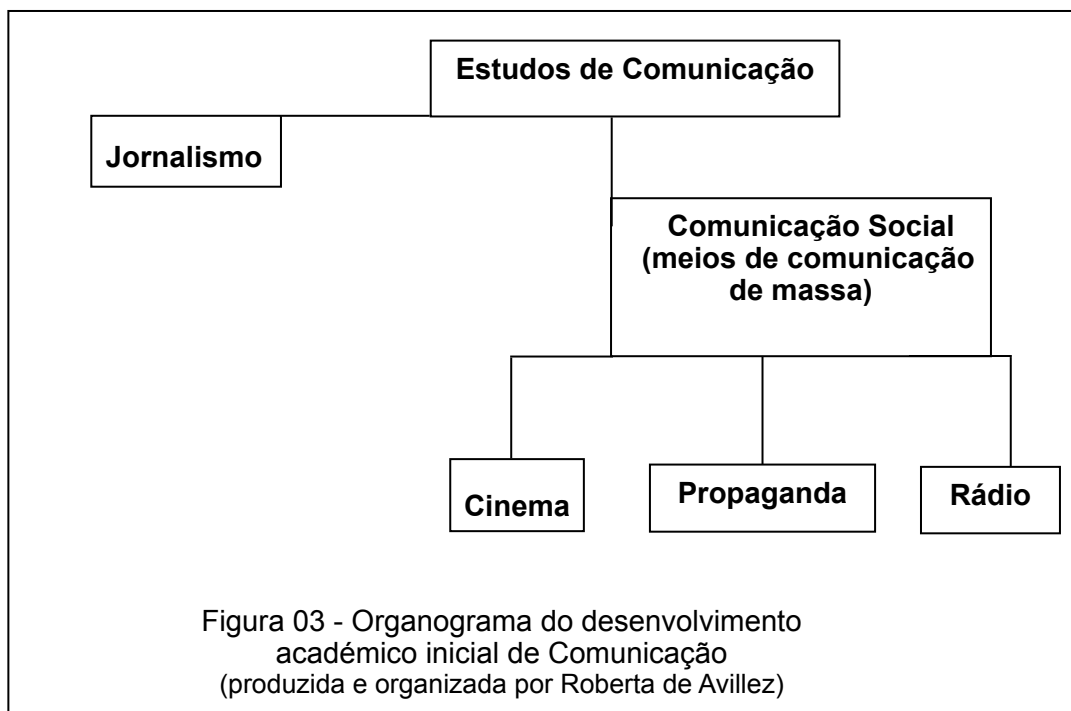 Estudos de Comunicação
Jornalismo
Comunicação Social
(meios de comunicação
de massa)
Cinema
Propaganda
Rádio
Figura 03 - Organograma do desenvolvimento
académico inicial de Comunicação
(produzida e organizada por Roberta de Avillez)